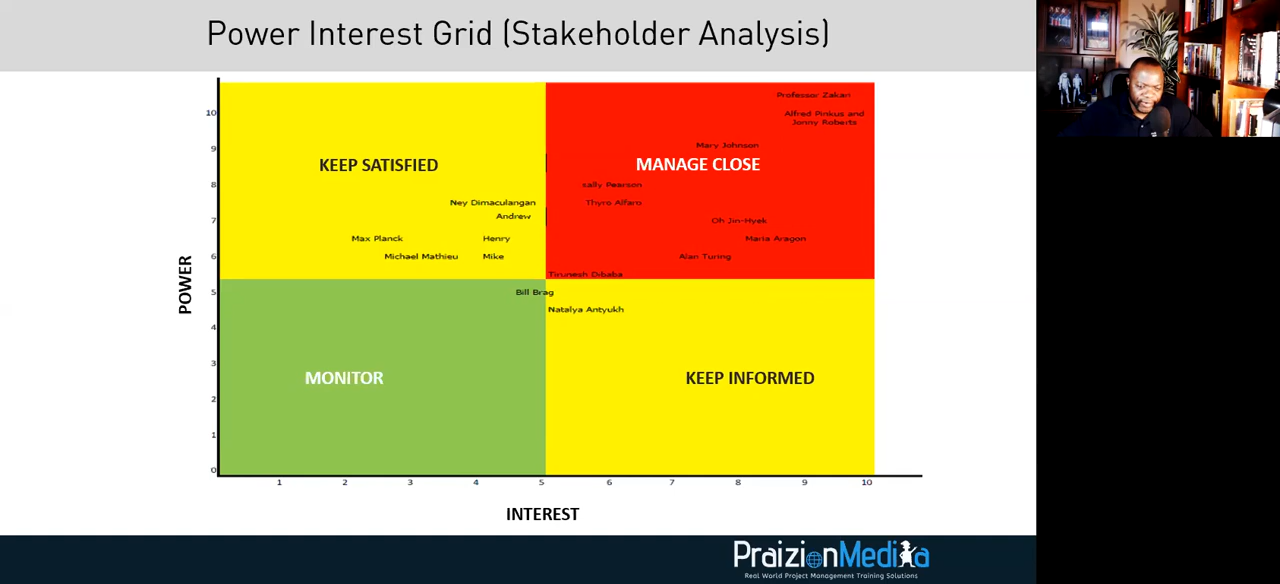 Power Interest Grid (Stakeholder Analysis)
Professor Zakari
10
Alfred Pinkus and
Jonny Roberts
9
Mary Johnson
KEEP SATISFIED
MANAGE CLOSE
8
sally Pearson
Ney Dimaculangan
Thyro Alfaro
7
Andrew
Oh Jin-Hyek
Max Planck
Henry
Maria Aragon
6
Michael Mathieu
Mike
Alan Turing
POWER
Tirunesh Dibaba
5
Bill Brag
Natalya Antyukh
4
3
MONITOR
KEEP INFORMED
2
1
0
1 2 3 4 5 6 7 8 9 10
INTEREST
PraizionMedia
Real World Project Management Training Solutions